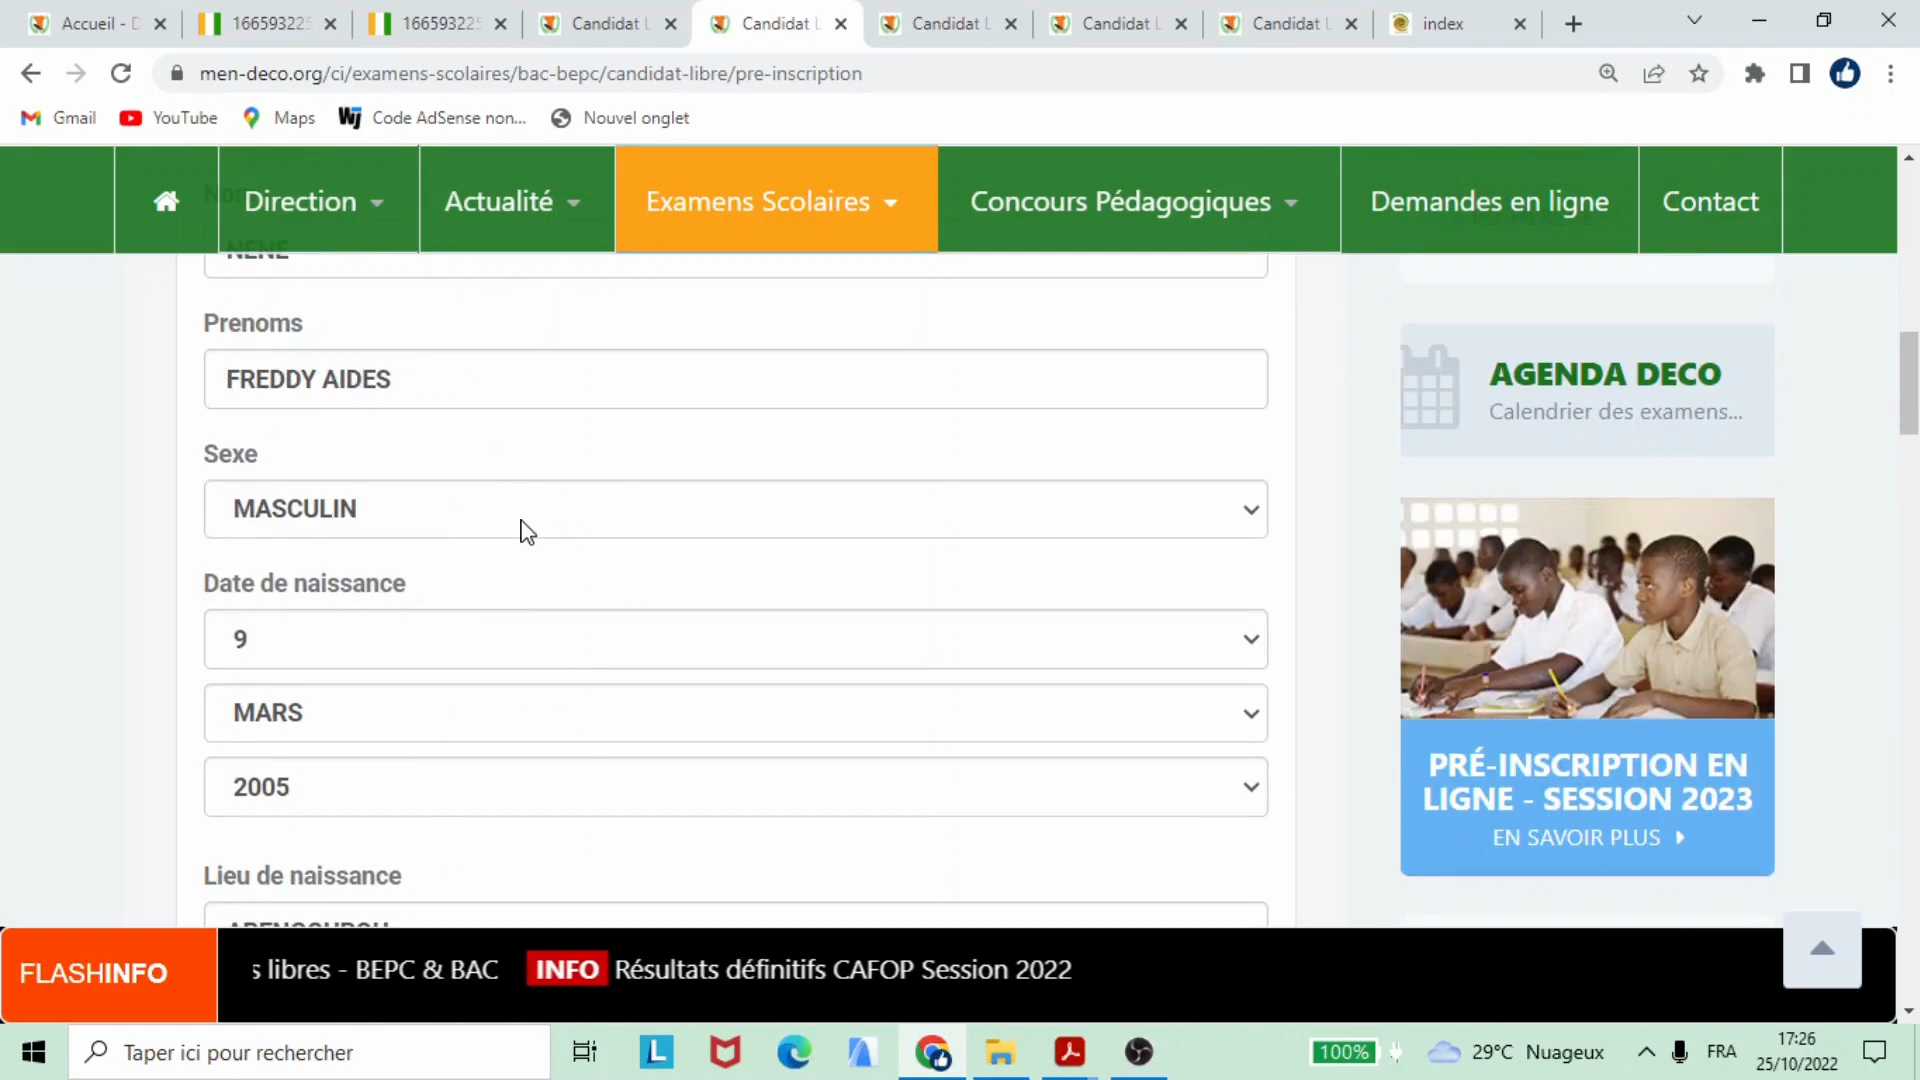 Accueil - D
166593225
166593225
Candidat L
Candidat L
Candidat L
Candidat L
Candidat L
index
men-deco.org/ci/examens-scolaires/bac-bepc/candidat-libre/pre-inscription
Gmail
YouTube
Maps
Code AdSense non...
Nouvel onglet
Direction
Actualité
Examens Scolaires
Concours Pédagogiques
Demandes en ligne
Contact
NENE
Prenoms
FREDDY AIDES
Sexe
MASCULIN
Date de naissance
9
MARS
2005
Lieu de naissance
AGENDA DECO
Calendrier des examens...
PRÉ-INSCRIPTION EN
LIGNE - SESSION 2023
EN SAVOIR PLUS
FLASHINFO
s libres - BEPC & BAC INFO Résultats définitifs CAFOP Session 2022
Taper ici pour rechercher
100%
29°C Nuageux
FRA
17:26
25/10/2022